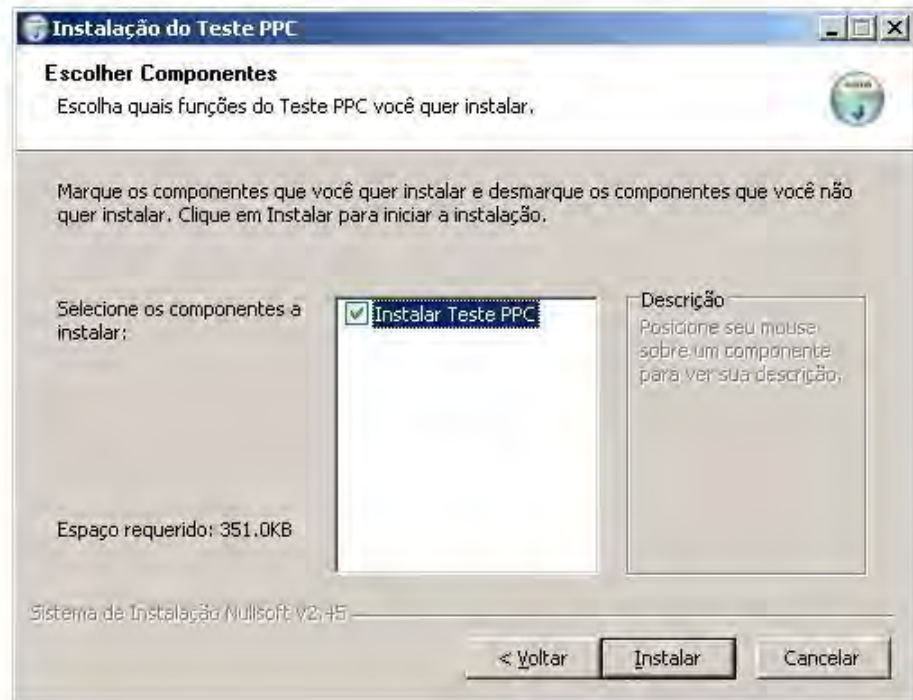 Instalação do Teste PPC
Escolher Componentes
Escolha quais funções do Teste PPC você quer instalar.
Marque os componentes que você quer instalar e desmarque os componentes que você não
quer instalar. Clique em Instalar para iniciar a instalação.
Selecione os componentes a
instalar:
Instalar Teste PPC
Descrição
Posicione seu mouse
sobre um componente
para ver sua descrição.
Espaço requerido: 351.0KB
Sistema de Instalação Nullsoft v2.45
< Voltar
Instalar
Cancelar